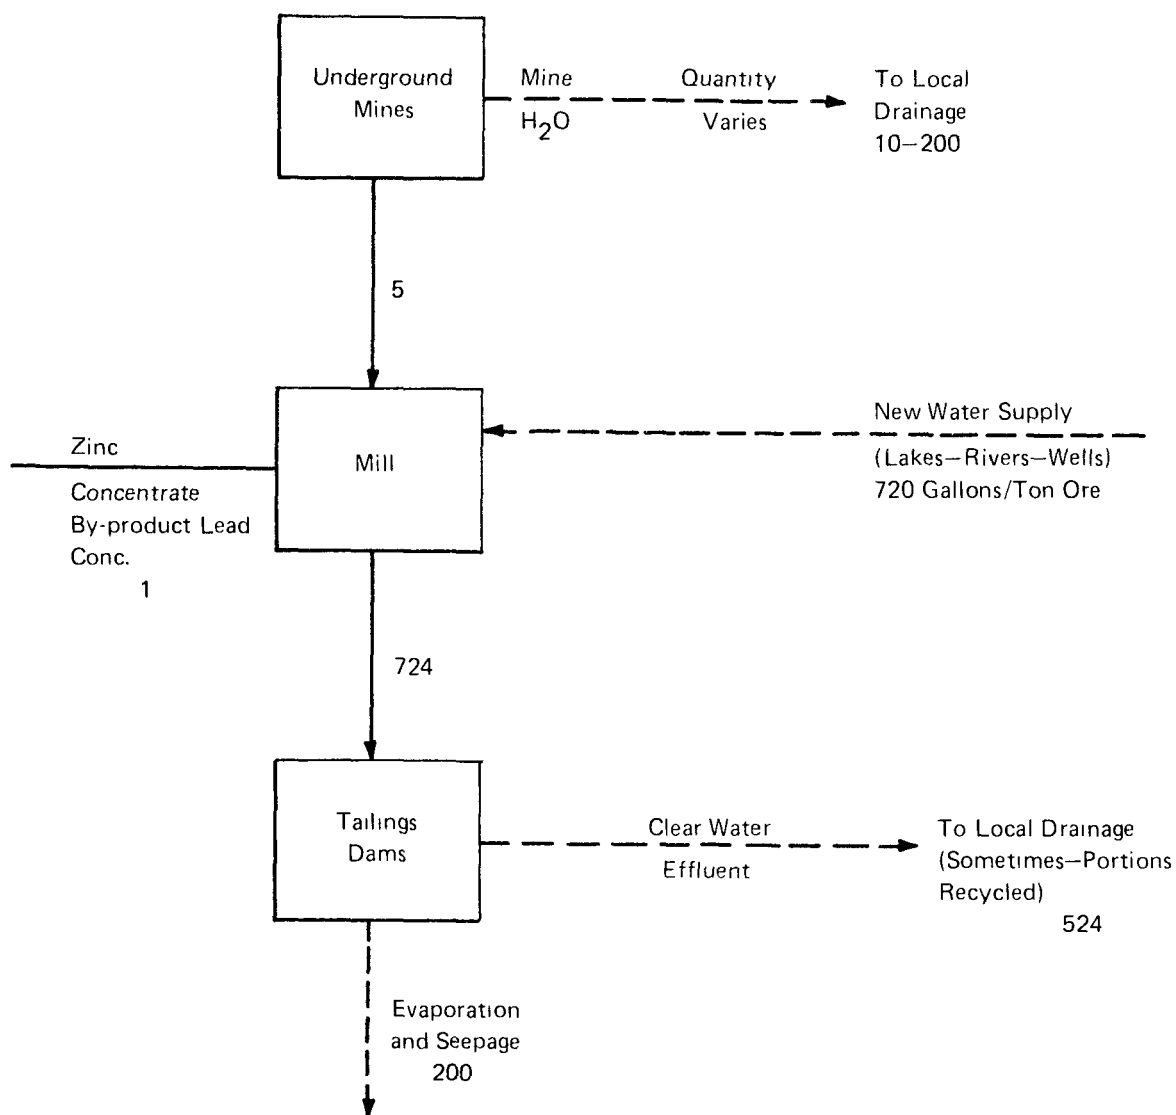 Underground
Mines
Mine
H₂O
Quantity
Varies
To Local
Drainage
10–200
5
Zinc
Concentrate
By-product Lead
Conc.
1
Mill
New Water Supply
(Lakes–Rivers–Wells)
720 Gallons/Ton Ore
724
Tailings
Dams
Clear Water
Effluent
To Local Drainage
(Sometimes–Portions
Recycled)
524
Evaporation
and Seepage
200